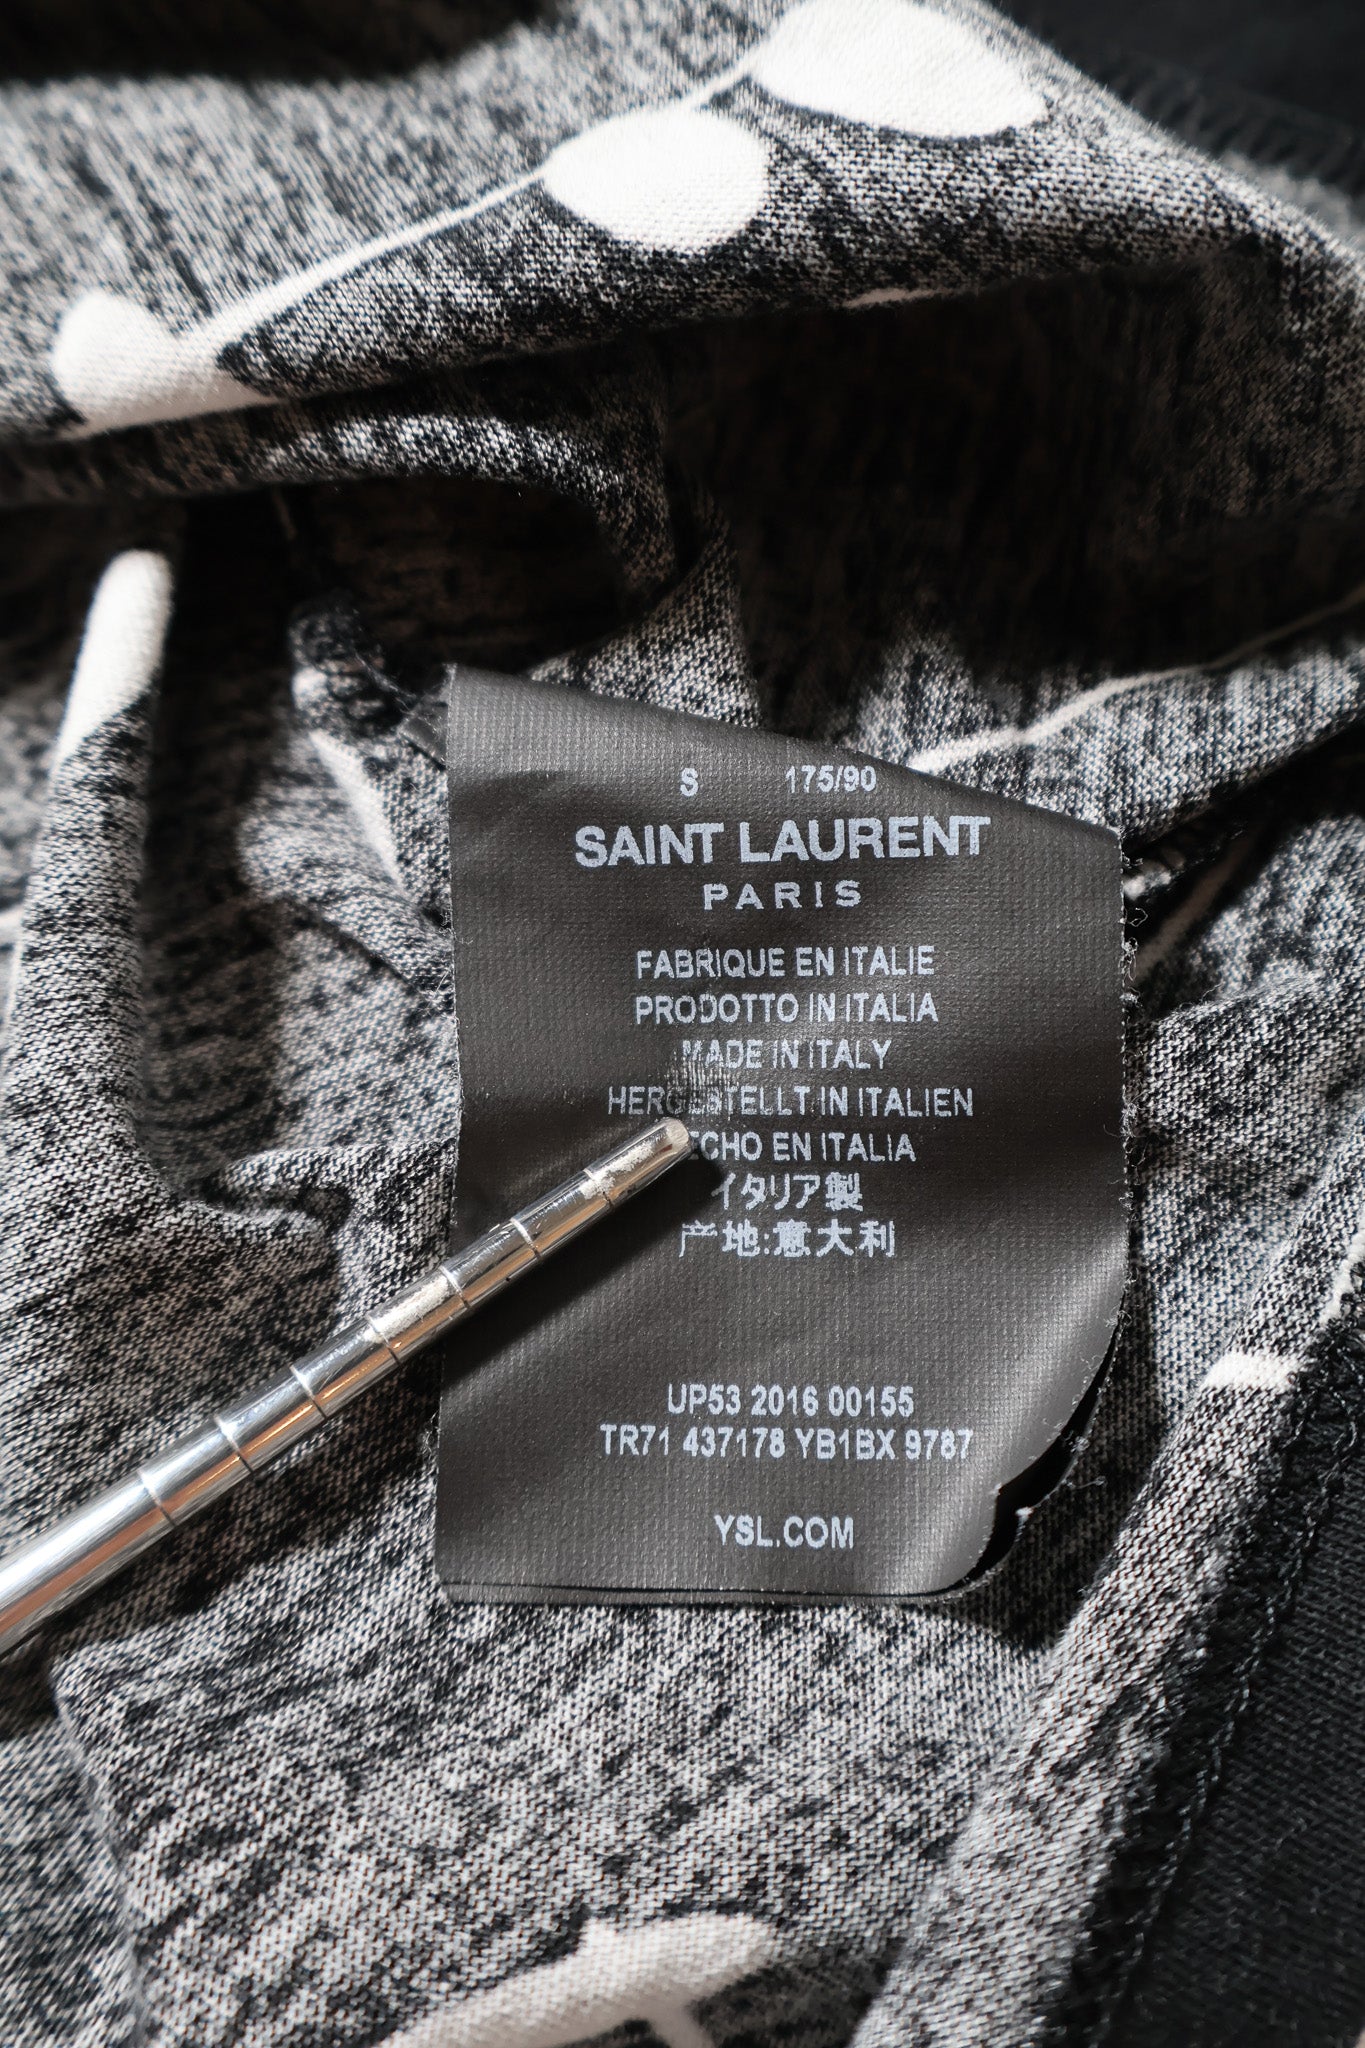 S 175/90
SAINT LAURENT
PARIS
FABRIQUE EN ITALIE
PRODOTTO IN ITALIA
MADE IN ITALY
HERGESTELLT IN ITALIEN
ECHO EN ITALIA
イタリア製
产地:意大利
UP53 2016 00155
TR71 437178 YB1BX 9787
YSL.COM